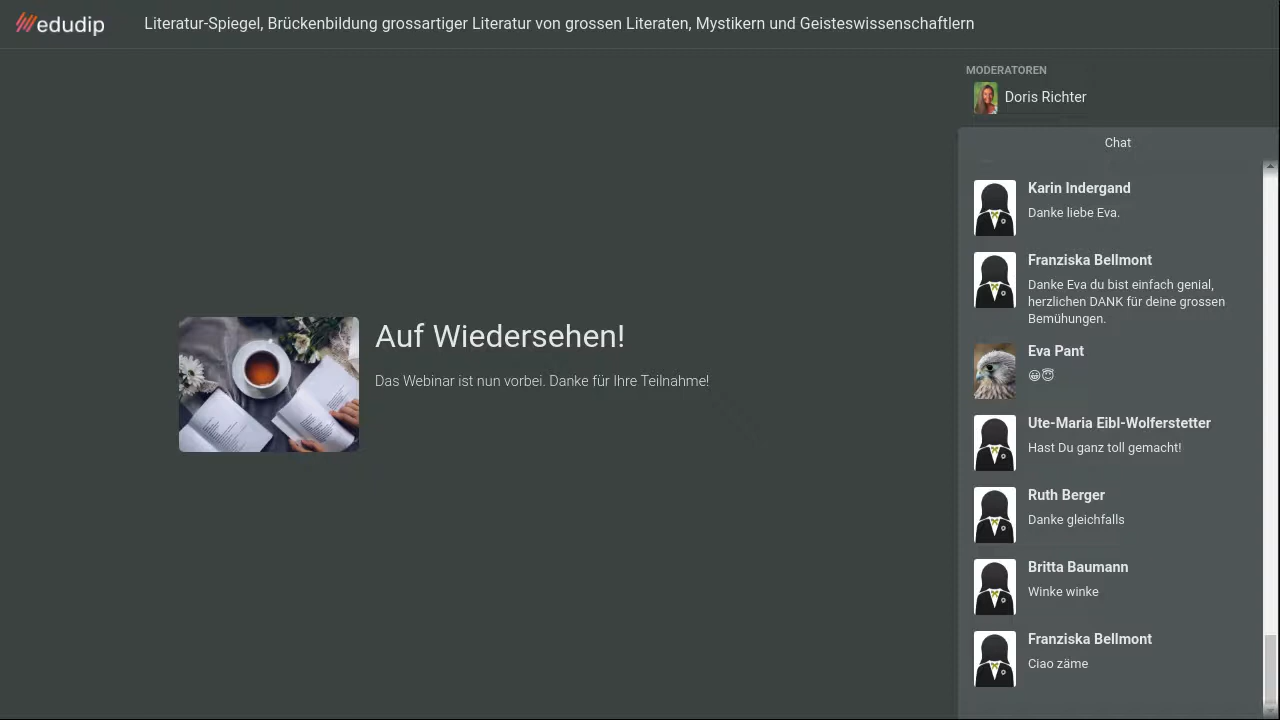 edudip
Literatur-Spiegel, Brückenbildung grossartiger Literatur von grossen Literaten, Mystikern und Geisteswissenschaftlern
MODERATOREN
Doris Richter
Chat
Karin Indergand
Danke liebe Eva.
Franziska Bellmont
Danke Eva du bist einfach genial,
herzlichen DANK für deine grossen
Bemühungen.
Eva Pant
😀😇
Ute-Maria Eibl-Wolferstetter
Hast Du ganz toll gemacht!
Ruth Berger
Danke gleichfalls
Britta Baumann
Winke winke
Franziska Bellmont
Ciao zäme
Auf Wiedersehen!
Das Webinar ist nun vorbei. Danke für Ihre Teilnahme!